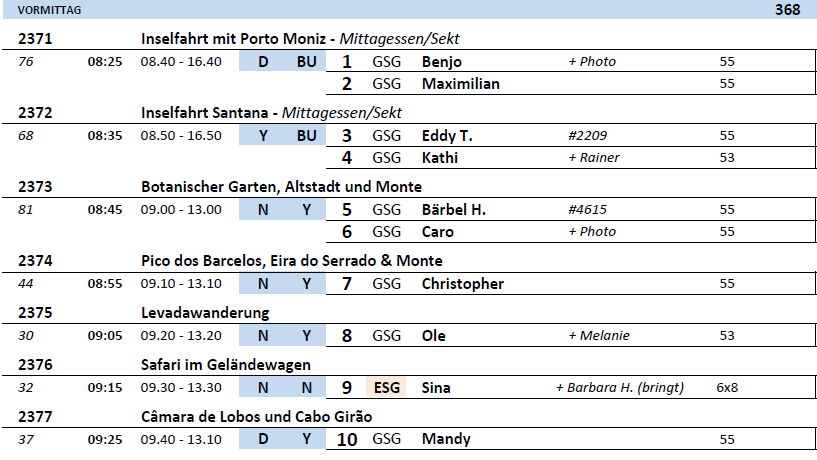 VORMITTAG 368
2371 Inselfahrt mit Porto Moniz - Mittagessen/Sekt
76 08:25 08.40 - 16.40 D BU 1 GSG Benjo + Photo 55
2 GSG Maximilian 55
2372 Inselfahrt Santana - Mittagessen/Sekt
68 08:35 08.50 - 16.50 Y BU 3 GSG Eddy T. #2209 55
4 GSG Kathi + Rainer 53
2373 Botanischer Garten, Altstadt und Monte
81 08:45 09.00 - 13.00 N Y 5 GSG Bärbel H. #4615 55
6 GSG Caro + Photo 55
2374 Pico dos Barcelos, Eira do Serrado & Monte
44 08:55 09.10 - 13.10 N Y 7 GSG Christopher 55
2375 Levadawanderung
30 09:05 09.20 - 13.20 N Y 8 GSG Ole + Melanie 53
2376 Safari im Geländewagen
32 09:15 09.30 - 13.30 N N 9 ESG Sina + Barbara H. (bringt) 6x8
2377 Câmara de Lobos und Cabo Girão
37 09:25 09.40 - 13.10 D Y 10 GSG Mandy 55